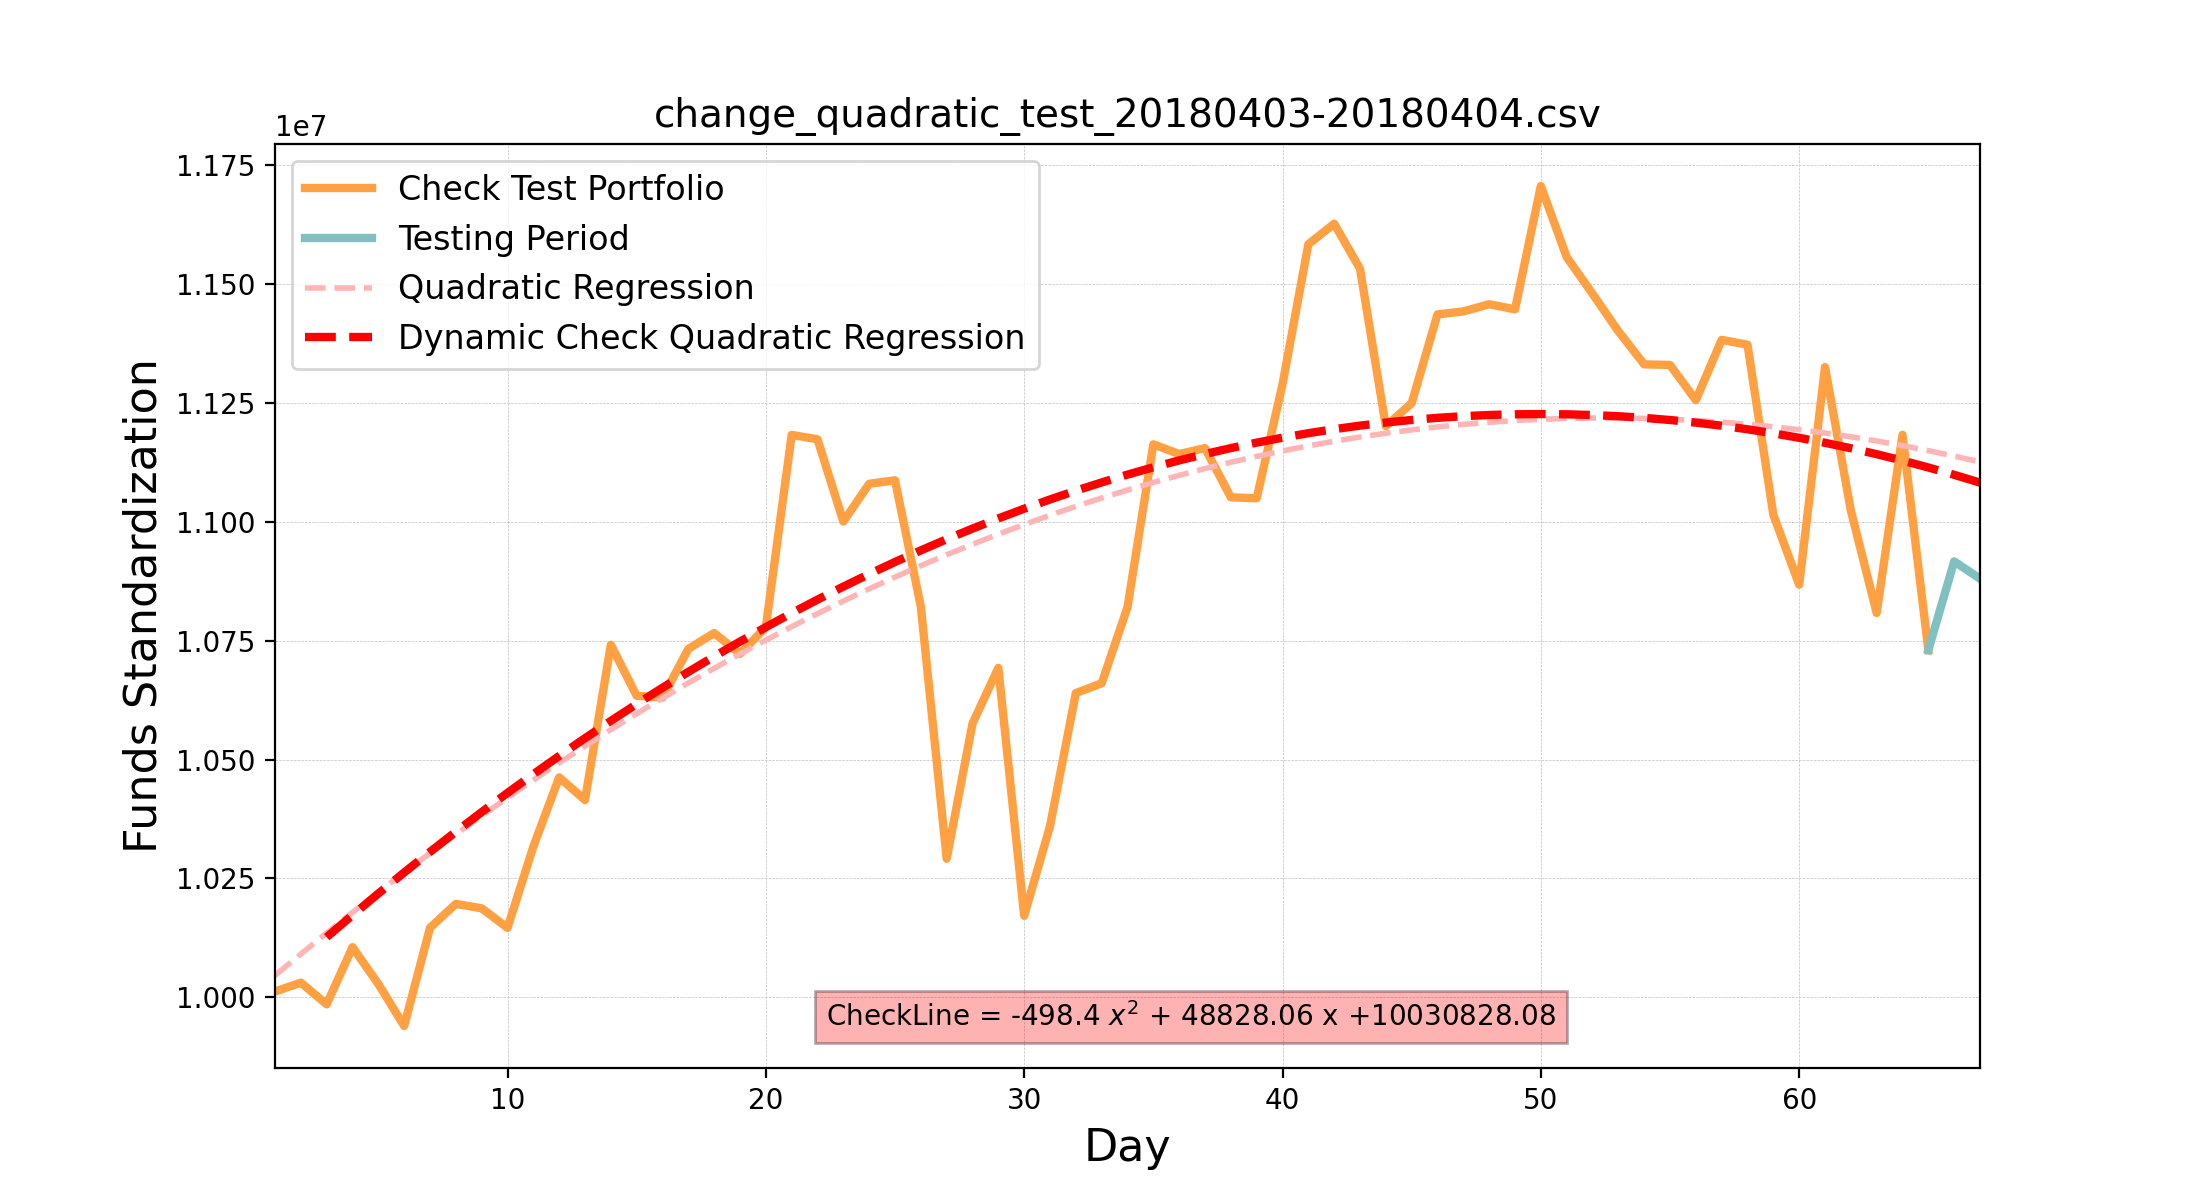 change_quadratic_test_20180403-20180404.csv
1e7
1.175
1.150
1.125
1.100
1.075
1.050
1.025
1.000
Funds Standardization
Check Test Portfolio
Testing Period
Quadratic Regression
Dynamic Check Quadratic Regression
CheckLine = -498.4 x² + 48828.06 x +10030828.08
10 20 30 40 50 60
Day